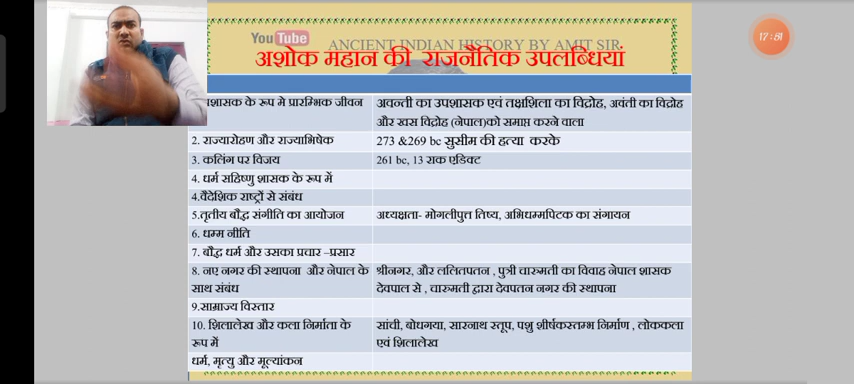 YouTube
ANCIENT INDIAN HISTORY BY AMIT SIR
अशोक महान की राजनैतिक उपलब्धियां
17:51
शासक के रूप मे प्रारम्भिक जीवन अवन्ती का उपशासक एवं तक्षशिला का विद्रोह, अवंती का विद्रोह
और खस विद्रोह (नेपाल)को समाप्त करने वाला
2. राज्यारोहण और राज्याभिषेक 273 &269 bc सुसीम की हत्या करके
3. कलिंग पर विजय 261 bc, 13 राक एडिक्ट
4. धर्म सहिष्णु शासक के रूप में
4.वैदेशिक राष्ट्रों से संबंध
5.तृतीय बौद्ध संगीति का आयोजन अध्यक्षता- मोगलीपुत्त तिष्य, अभिधम्मपिटक का संगायन
6. धम्म नीति
7. बौद्ध धर्म और उसका प्रचार –प्रसार
8. नए नगर की स्थापना और नेपाल के श्रीनगर, और ललितपतन , पुत्री चारुमती का विवाह नेपाल शासक
साथ संबंध देवपाल से , चारुमती द्वारा देवपतन नगर की स्थापना
9.साम्राज्य विस्तार
10. शिलालेख और कला निर्माता के सांची, बोधगया, सारनाथ स्तूप, पशु शीर्षकस्तम्भ निर्माण , लोककला
रूप में एवं शिलालेख
धर्म, मृत्यु और मूल्यांकन